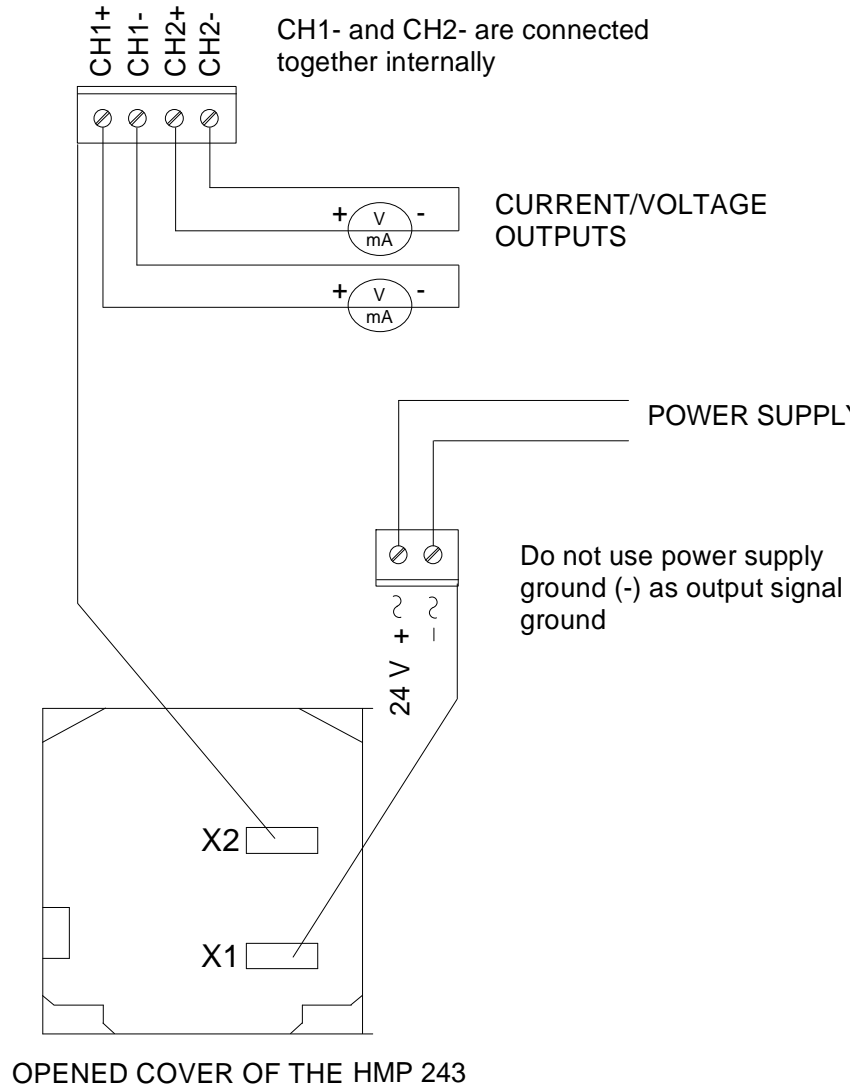 CH1+
CH1-
CH2+
CH2-
CH1- and CH2- are connected
together internally
+ V -
mA
CURRENT/VOLTAGE
OUTPUTS
+ V -
mA
POWER SUPPLY
Do not use power supply
ground (-) as output signal
ground
24 V + ~
– ~
X2
X1
OPENED COVER OF THE HMP 243